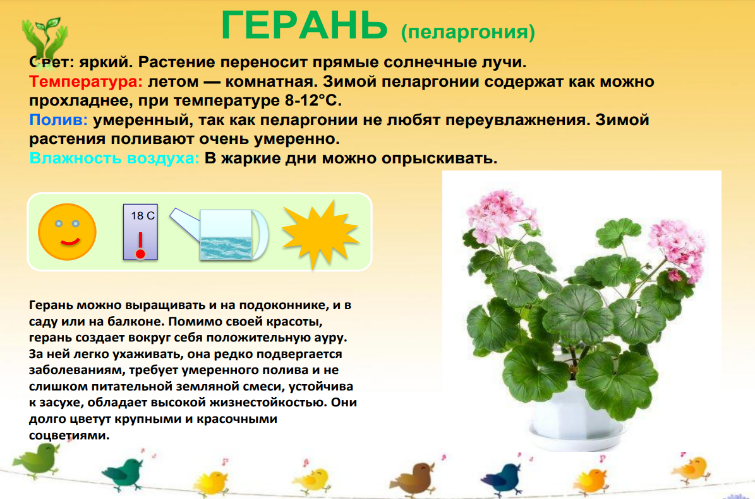 ГЕРАНЬ (пеларгония)
Свет: яркий. Растение переносит прямые солнечные лучи.
Температура: летом — комнатная. Зимой пеларгонии содержат как можно
прохладнее, при температуре 8-12°С.
Полив: умеренный, так как пеларгонии не любят переувлажнения. Зимой
растения поливают очень умеренно.
Влажность воздуха: В жаркие дни можно опрыскивать.
18 С
Герань можно выращивать и на подоконнике, и в
саду или на балконе. Помимо своей красоты,
герань создает вокруг себя положительную ауру.
За ней легко ухаживать, она редко подвергается
заболеваниям, требует умеренного полива и не
слишком питательной земляной смеси, устойчива
к засухе, обладает высокой жизнестойкостью. Они
долго цветут крупными и красочными
соцветиями.